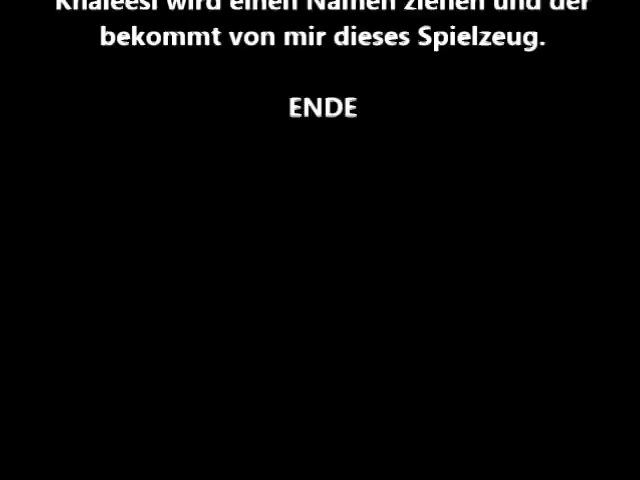 Khaleesi wird einen Namen ziehen und der
bekommt von mir dieses Spielzeug.
ENDE